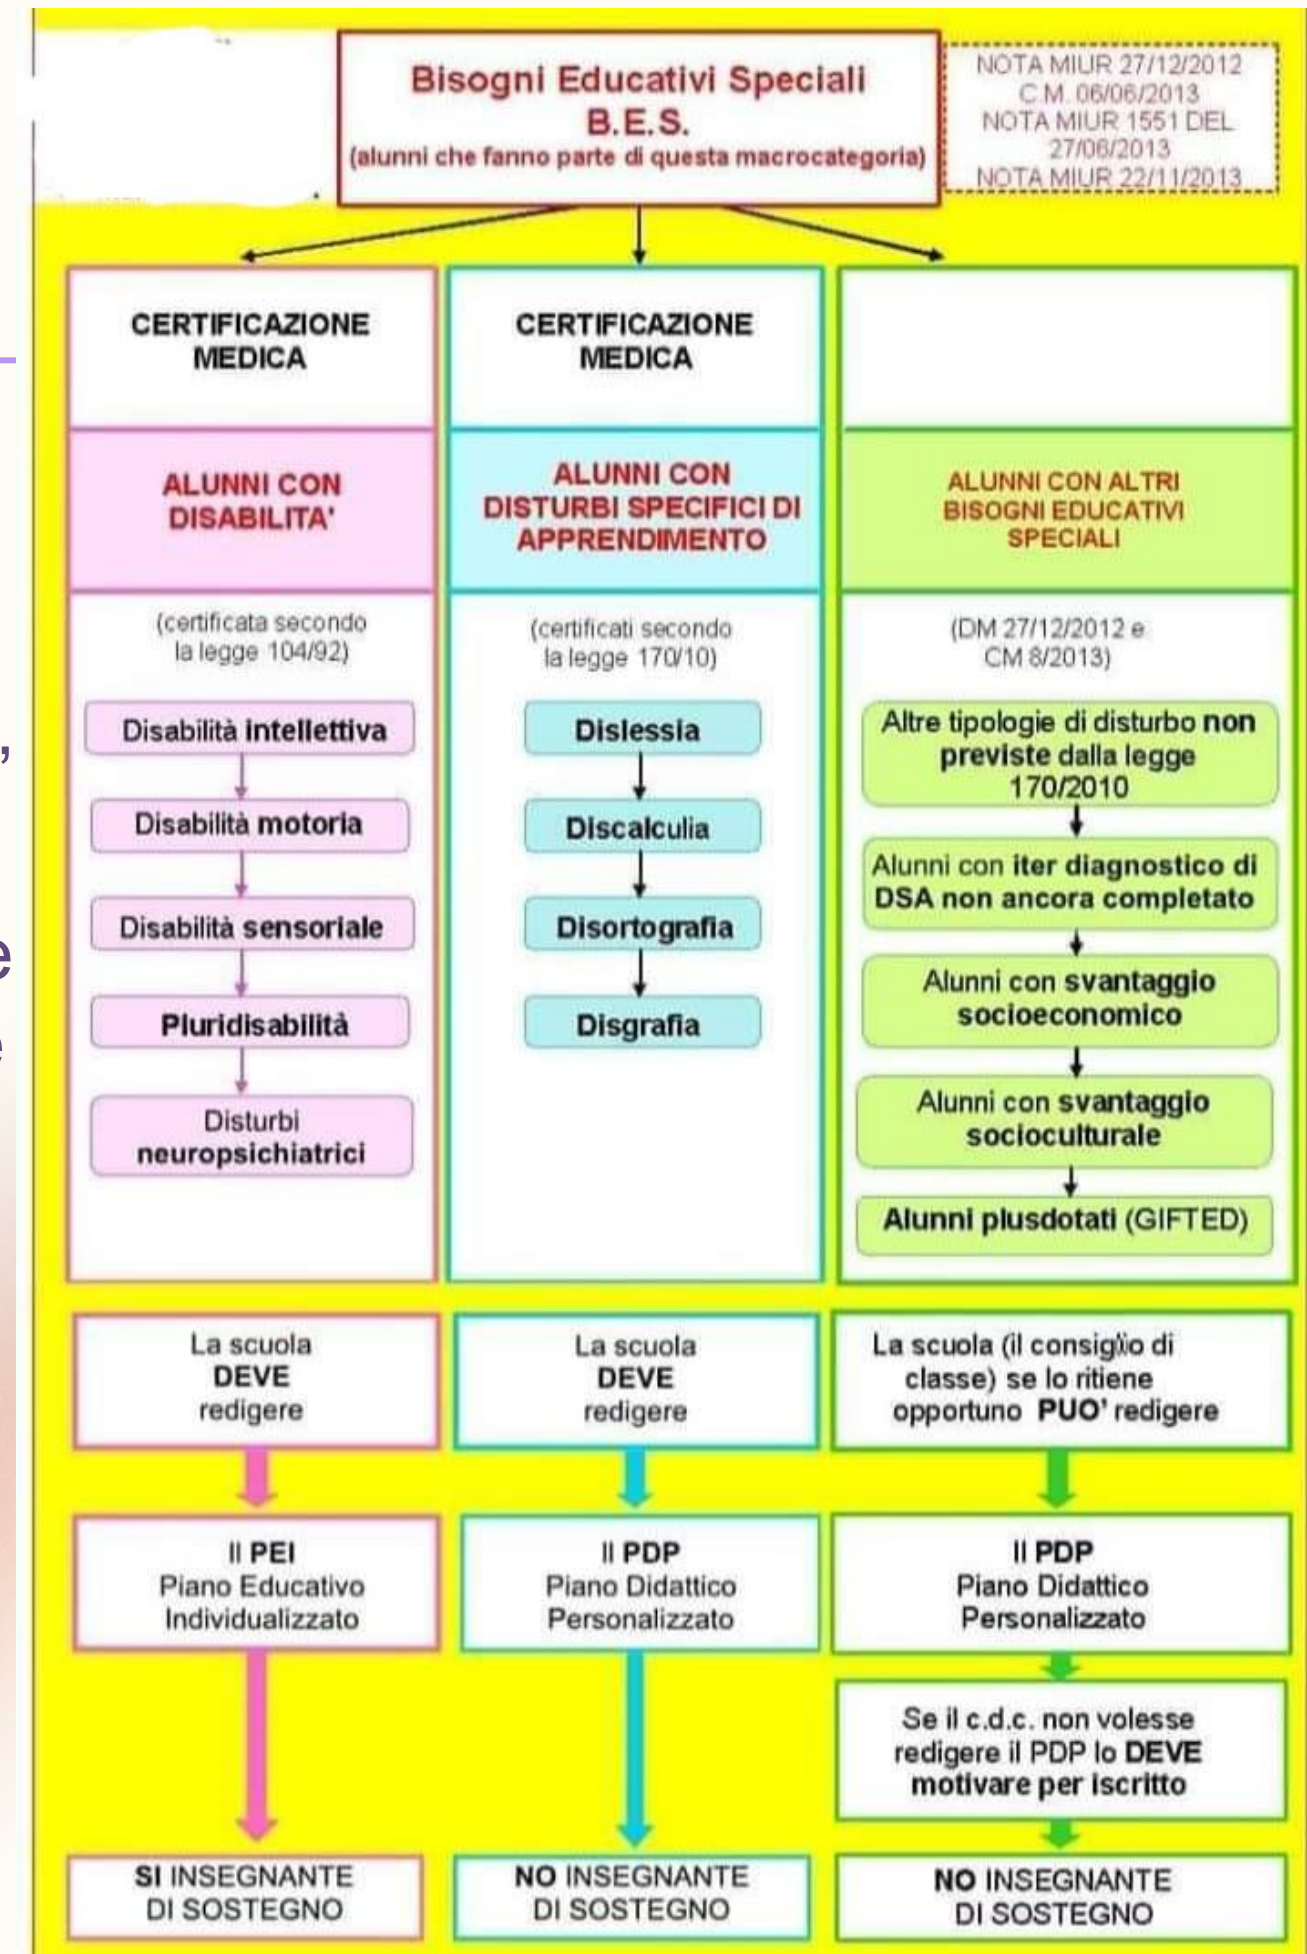 Bisogni Educativi Speciali
B.E.S.
(alunni che fanno parte di questa macrocategoria)
NOTA MIUR 27/12/2012
C.M. 06/06/2013
NOTA MIUR 1551 DEL
27/06/2013
NOTA MIUR 22/11/2013
CERTIFICAZIONE
MEDICA
ALUNNI CON
DISABILITA'
(certificata secondo
la legge 104/92)
Disabilità intellettiva
Disabilità motoria
Disabilità sensoriale
Pluridisabilità
Disturbi
neuropsichiatrici
La scuola
DEVE
redigere
Il PEI
Piano Educativo
Individualizzato
SI INSEGNANTE
DI SOSTEGNO
CERTIFICAZIONE
MEDICA
ALUNNI CON
DISTURBI SPECIFICI DI
APPRENDIMENTO
(certificati secondo
la legge 170/10)
Dislessia
Discalculia
Disortografia
Disgrafia
La scuola
DEVE
redigere
Il PDP
Piano Didattico
Personalizzato
NO INSEGNANTE
DI SOSTEGNO
ALUNNI CON ALTRI
BISOGNI EDUCATIVI
SPECIALI
(DM 27/12/2012 e
CM 8/2013)
Altre tipologie di disturbo non
previste dalla legge
170/2010
Alunni con iter diagnostico di
DSA non ancora completato
Alunni con svantaggio
socioeconomico
Alunni con svantaggio
socioculturale
Alunni plusdotati (GIFTED)
La scuola (il consiglio di
classe) se lo ritiene
opportuno PUO' redigere
Il PDP
Piano Didattico
Personalizzato
Se il c.d.c. non volesse
redigere il PDP lo DEVE
motivare per iscritto
NO INSEGNANTE
DI SOSTEGNO